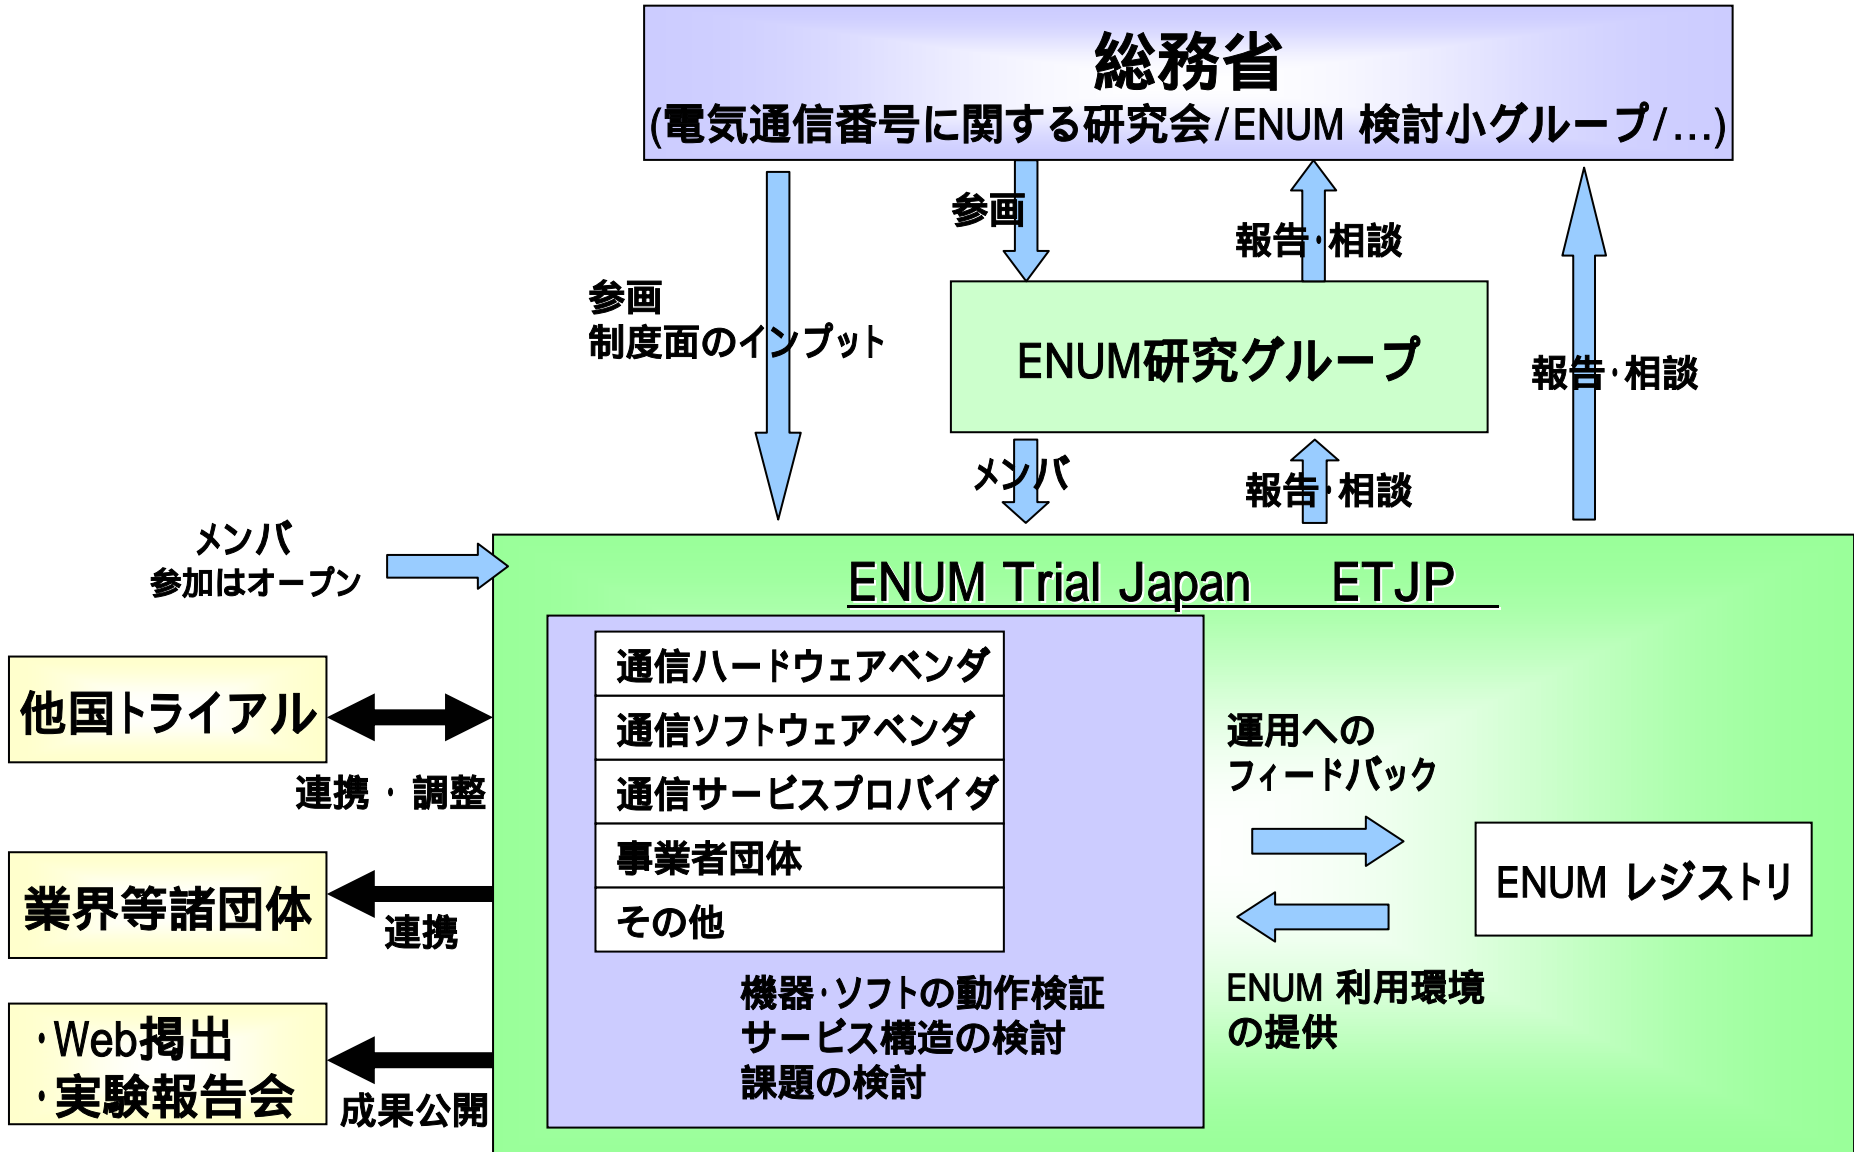 総務省
(電気通信番号に関する研究会/ENUM 検討小グループ/...)
参画
報告・相談
参画
制度面のインプット
ENUM研究グループ
報告・相談
メンバ
報告・相談
メンバ
参加はオープン
ENUM Trial Japan ETJP
他国トライアル
連携・調整
業界等諸団体
連携
・Web掲出
・実験報告会
成果公開
通信ハードウェアベンダ
通信ソフトウェアベンダ
通信サービスプロバイダ
事業者団体
その他
機器・ソフトの動作検証
サービス構造の検討
課題の検討
運用への
フィードバック
ENUM 利用環境
の提供
ENUM レジストリ